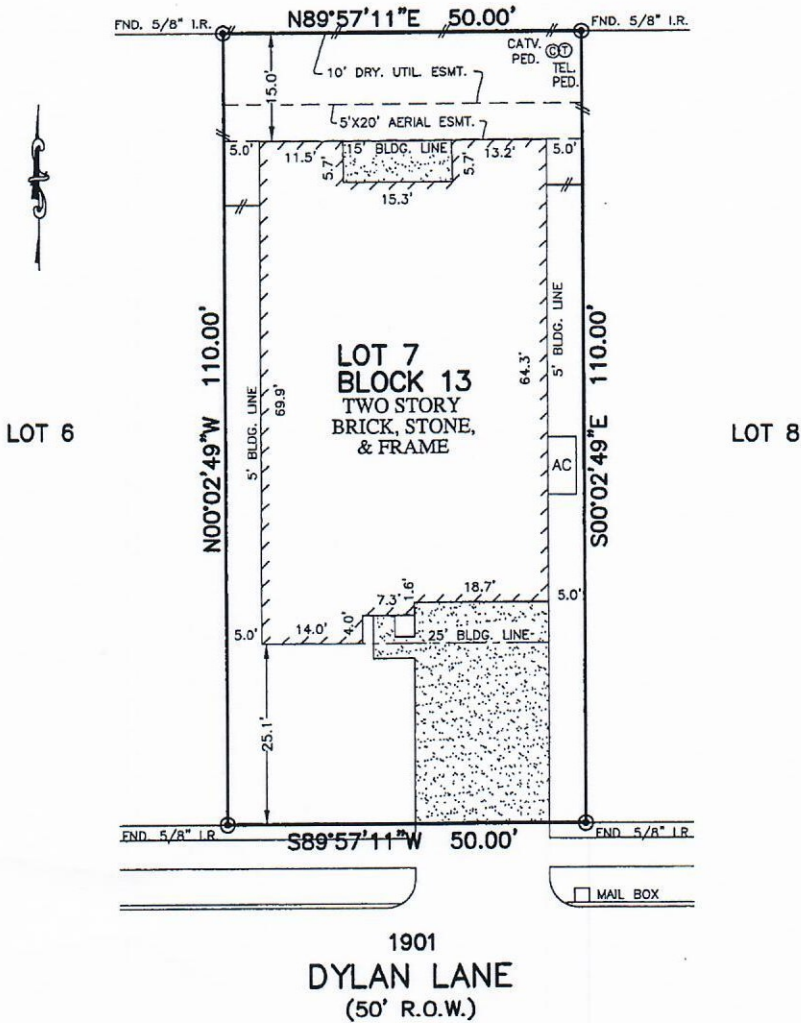 FND. 5/8" I.R.
N89°57'11"E 50.00'
FND. 5/8" I.R.
CATV. PED.
C T
TEL. PED.
15.0'
10' DRY. UTIL. ESMT.
5'X20' AERIAL ESMT.
5.0'
11.5'
15' BLDG. LINE
13.2'
5.0'
5.7'
5.7'
15.3'
N00°02'49"W 110.00'
5' BLDG. LINE
69.9'
LOT 7
BLOCK 13
TWO STORY
BRICK, STONE,
& FRAME
64.3'
5' BLDG. LINE
S00°02'49"E 110.00'
LOT 6
LOT 8
AC
7.3'
1.6'
18.7'
5.0'
5.0'
14.0'
4.0'
25' BLDG. LINE
25.1'
FND. 5/8" I.R.
S89°57'11"W 50.00'
FND. 5/8" I.R.
MAIL BOX
1901
DYLAN LANE
(50' R.O.W.)